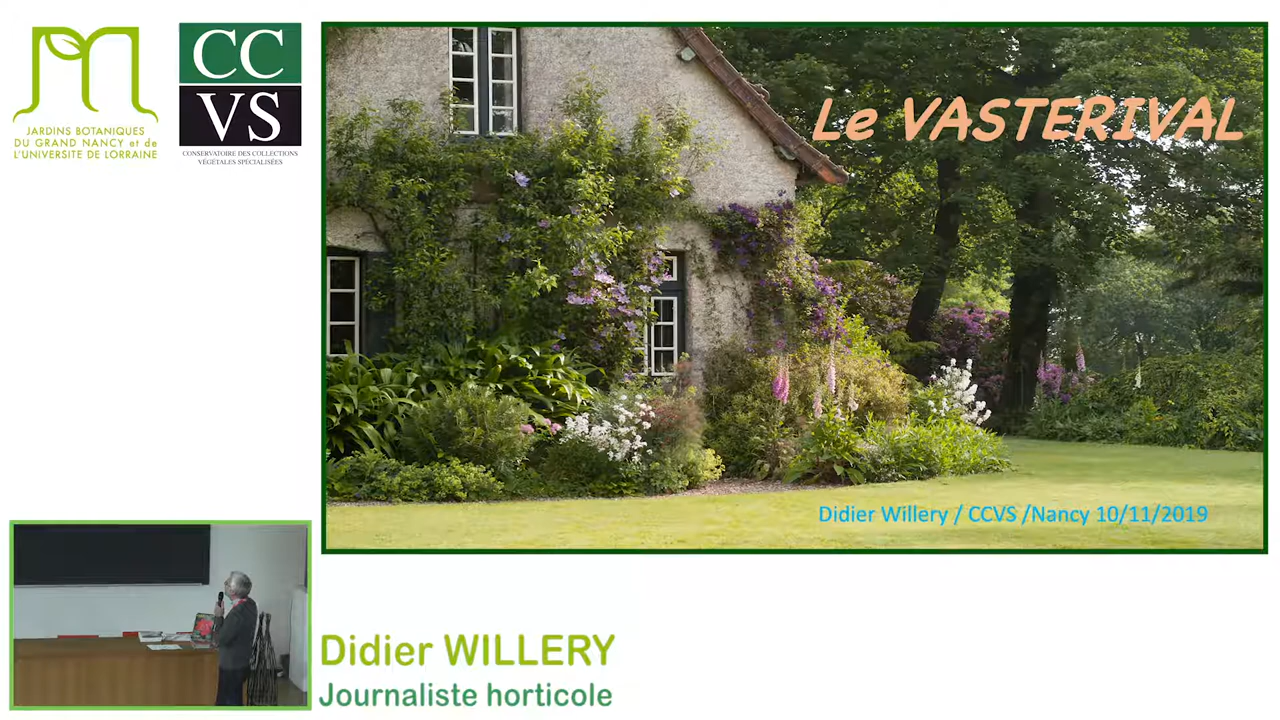 JARDINS BOTANIQUES
DU GRAND NANCY et de
L'UNIVERSITE DE LORRAINE
CC
VS
CONSERVATOIRE DES COLLECTIONS
VÉGÉTALES SPÉCIALISÉES
Le VASTERIVAL
Didier Willery / CCVS /Nancy 10/11/2019
Didier WILLERY
Journaliste horticole